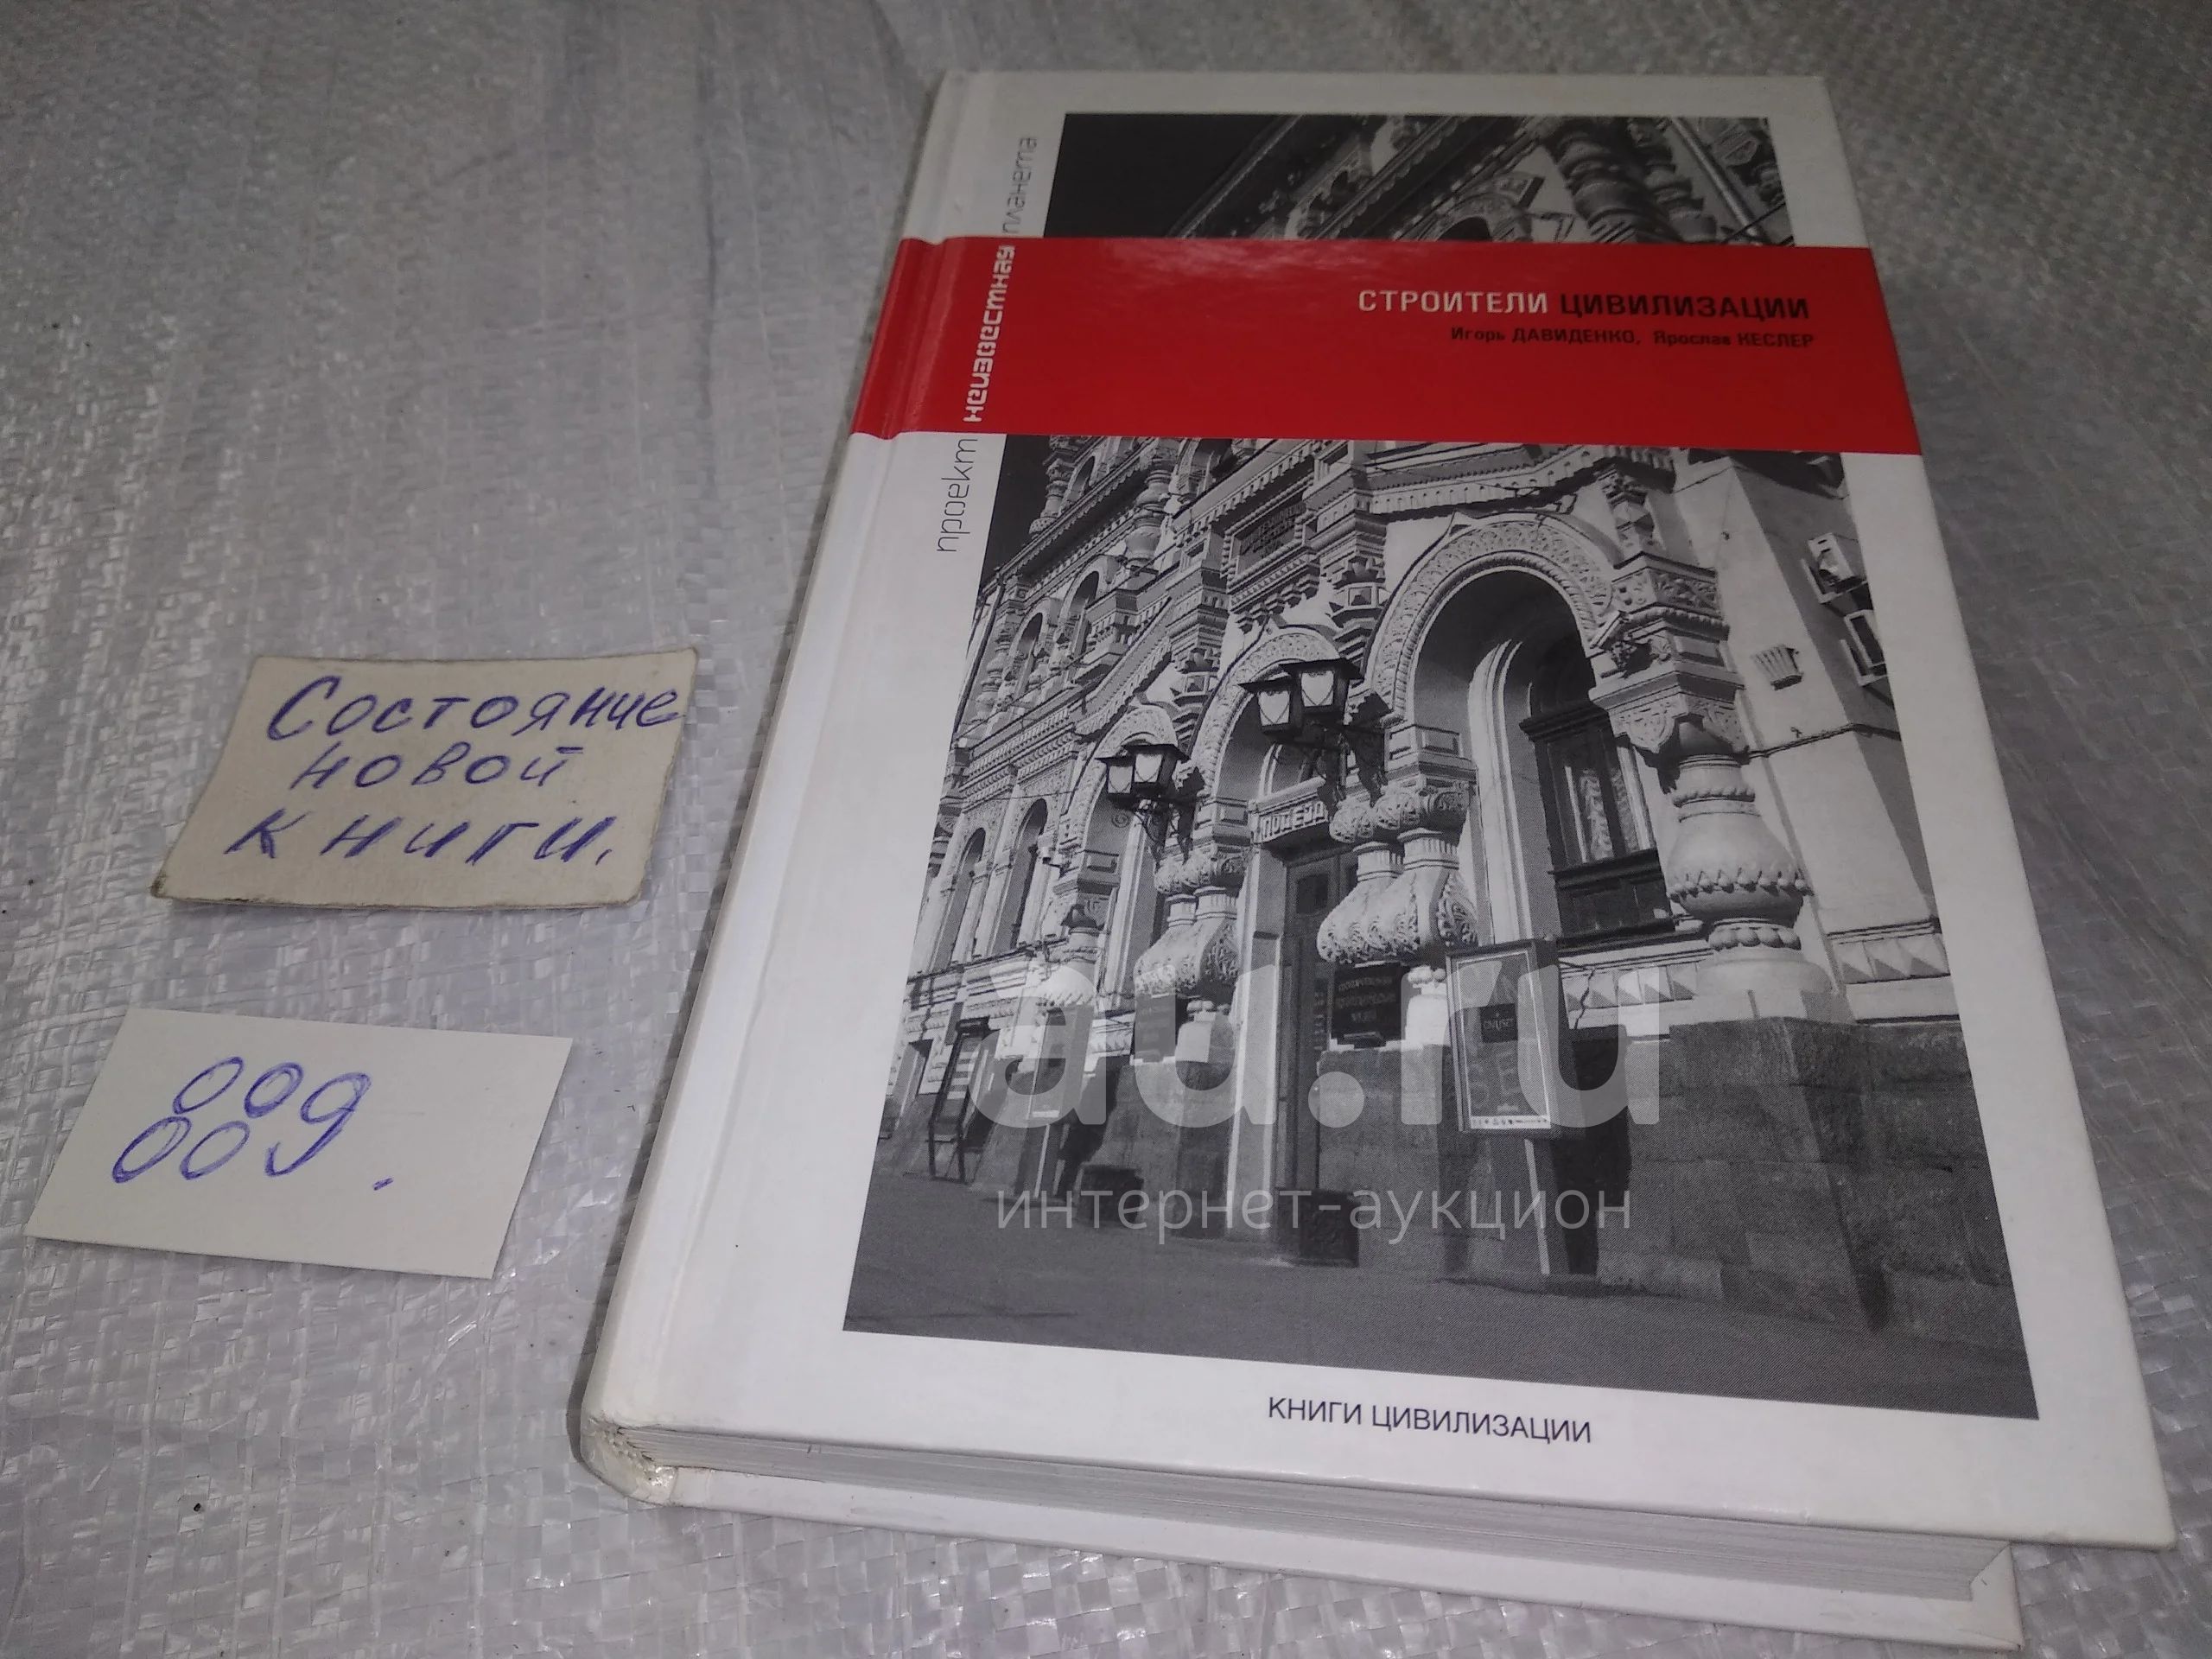 проект неизвестная планета
СТРОИТЕЛИ ЦИВИЛИЗАЦИИ
Игорь ДАВИДЕНКО, Ярослав КЕСЛЕР
Состояние
новой
книги.
009
00
au.ru
интернет-аукцион
КНИГИ ЦИВИЛИЗАЦИИ